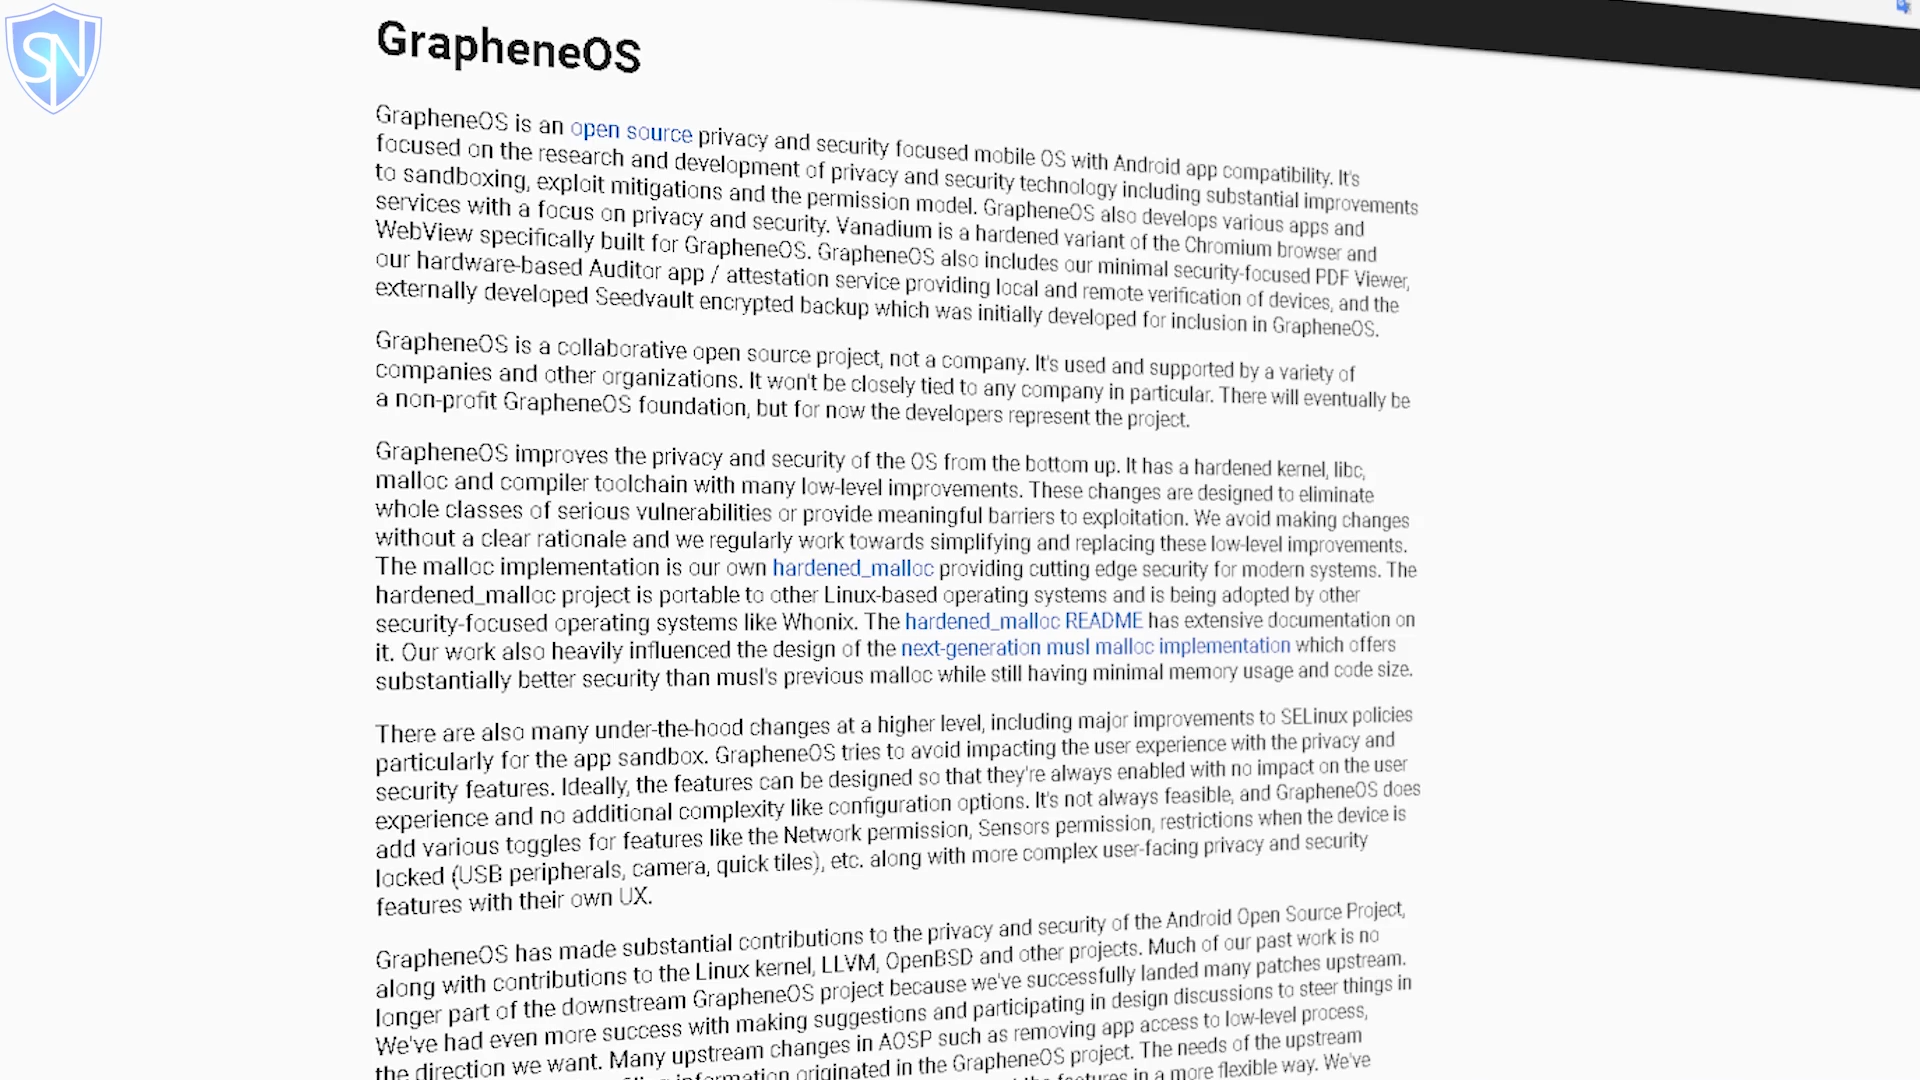 SN
GrapheneOS
GrapheneOS is an open source privacy and security focused mobile OS with Android app compatibility. It's
focused on the research and development of privacy and security technology including substantial improvements
to sandboxing, exploit mitigations and the permission model. GrapheneOS also develops various apps and
services with a focus on privacy and security. Vanadium is a hardened variant of the Chromium browser and
WebView specifically built for GrapheneOS. GrapheneOS also includes our minimal security-focused PDF Viewer,
our hardware-based Auditor app / attestation service providing local and remote verification of devices, and the
externally developed Seedvault encrypted backup which was initially developed for inclusion in GrapheneOS.
GrapheneOS is a collaborative open source project, not a company. It's used and supported by a variety of
companies and other organizations. It won't be closely tied to any company in particular. There will eventually be
a non-profit GrapheneOS foundation, but for now the developers represent the project.
GrapheneOS improves the privacy and security of the OS from the bottom up. It has a hardened kernel, libc,
malloc and compiler toolchain with many low-level improvements. These changes are designed to eliminate
whole classes of serious vulnerabilities or provide meaningful barriers to exploitation. We avoid making changes
without a clear rationale and we regularly work towards simplifying and replacing these low-level improvements.
The malloc implementation is our own hardened_malloc providing cutting edge security for modern systems. The
hardened_malloc project is portable to other Linux-based operating systems and is being adopted by other
security-focused operating systems like Whonix. The hardened_malloc README has extensive documentation on
it. Our work also heavily influenced the design of the next-generation musl malloc implementation which offers
substantially better security than musl's previous malloc while still having minimal memory usage and code size.
There are also many under-the-hood changes at a higher level, including major improvements to SELinux policies
particularly for the app sandbox. GrapheneOS tries to avoid impacting the user experience with the privacy and
security features. Ideally, the features can be designed so that they're always enabled with no impact on the user
experience and no additional complexity like configuration options. It's not always feasible, and GrapheneOS does
add various toggles for features like the Network permission, Sensors permission, restrictions when the device is
locked (USB peripherals, camera, quick tiles), etc. along with more complex user-facing privacy and security
features with their own UX.
GrapheneOS has made substantial contributions to the privacy and security of the Android Open Source Project,
along with contributions to the Linux kernel, LLVM, OpenBSD and other projects. Much of our past work is no
longer part of the downstream GrapheneOS project because we've successfully landed many patches upstream.
We've had even more success with making suggestions and participating in design discussions to steer things in
the direction we want. Many upstream changes in AOSP such as removing app access to low-level process,
information originated in the GrapheneOS project. The needs of the upstream
features in a more flexible way. We've